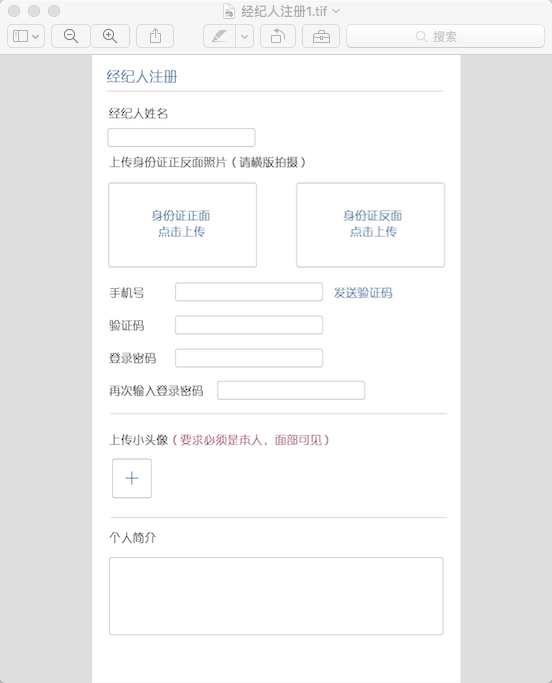 经纪人注册1.tif
搜索
经纪人注册
经纪人姓名
上传身份证正反面照片（请横版拍摄）
身份证正面
点击上传
身份证反面
点击上传
手机号
发送验证码
验证码
登录密码
再次输入登录密码
上传小头像（要求必须是本人，面部可见）
个人简介